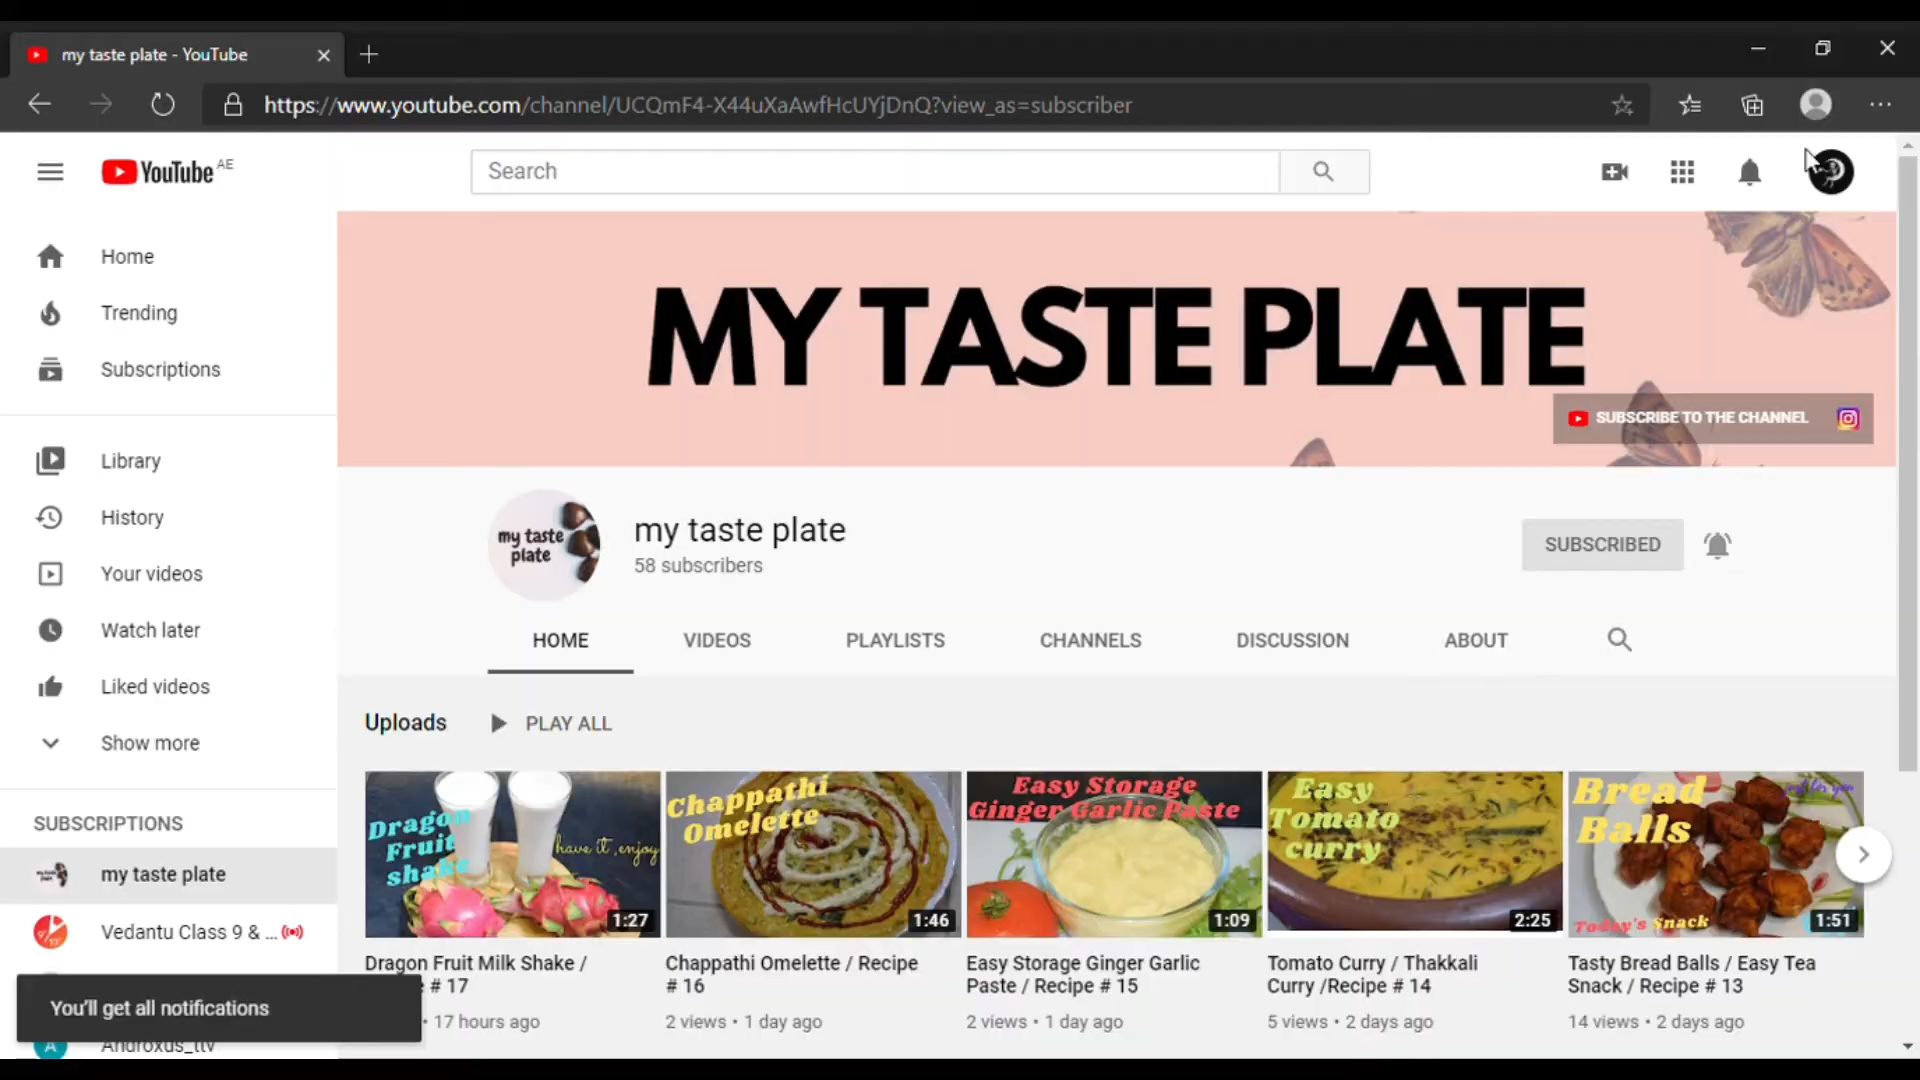 my taste plate - YouTube
https://www.youtube.com/channel/UCQmF4-X44uXaAwfHcUYjDnQ?view_as=subscriber
YouTube AE
Search
Home
Trending
Subscriptions
Library
History
Your videos
Watch later
Liked videos
Show more
SUBSCRIPTIONS
my taste plate
Vedantu Class 9 & ...
You'll get all notifications
A
Androxus_ttv
MY TASTE PLATE
SUBSCRIBE TO THE CHANNEL
my taste
plate
my taste plate
58 subscribers
SUBSCRIBED
HOME
VIDEOS
PLAYLISTS
CHANNELS
DISCUSSION
ABOUT
Uploads
PLAY ALL
Dragon
Fruit
shake
have it, enjoy
1:27
Chappathi
Omelette
1:46
Easy Storage
Ginger Garlic Paste
1:09
Easy
Tomato
curry
2:25
Bread
Balls
just for you
Today's Snack
1:51
Dragon Fruit Milk Shake /
# 17
• 17 hours ago
Chappathi Omelette / Recipe
# 16
2 views • 1 day ago
Easy Storage Ginger Garlic
Paste / Recipe # 15
2 views • 1 day ago
Tomato Curry / Thakkali
Curry /Recipe # 14
5 views • 2 days ago
Tasty Bread Balls / Easy Tea
Snack / Recipe # 13
14 views • 2 days ago